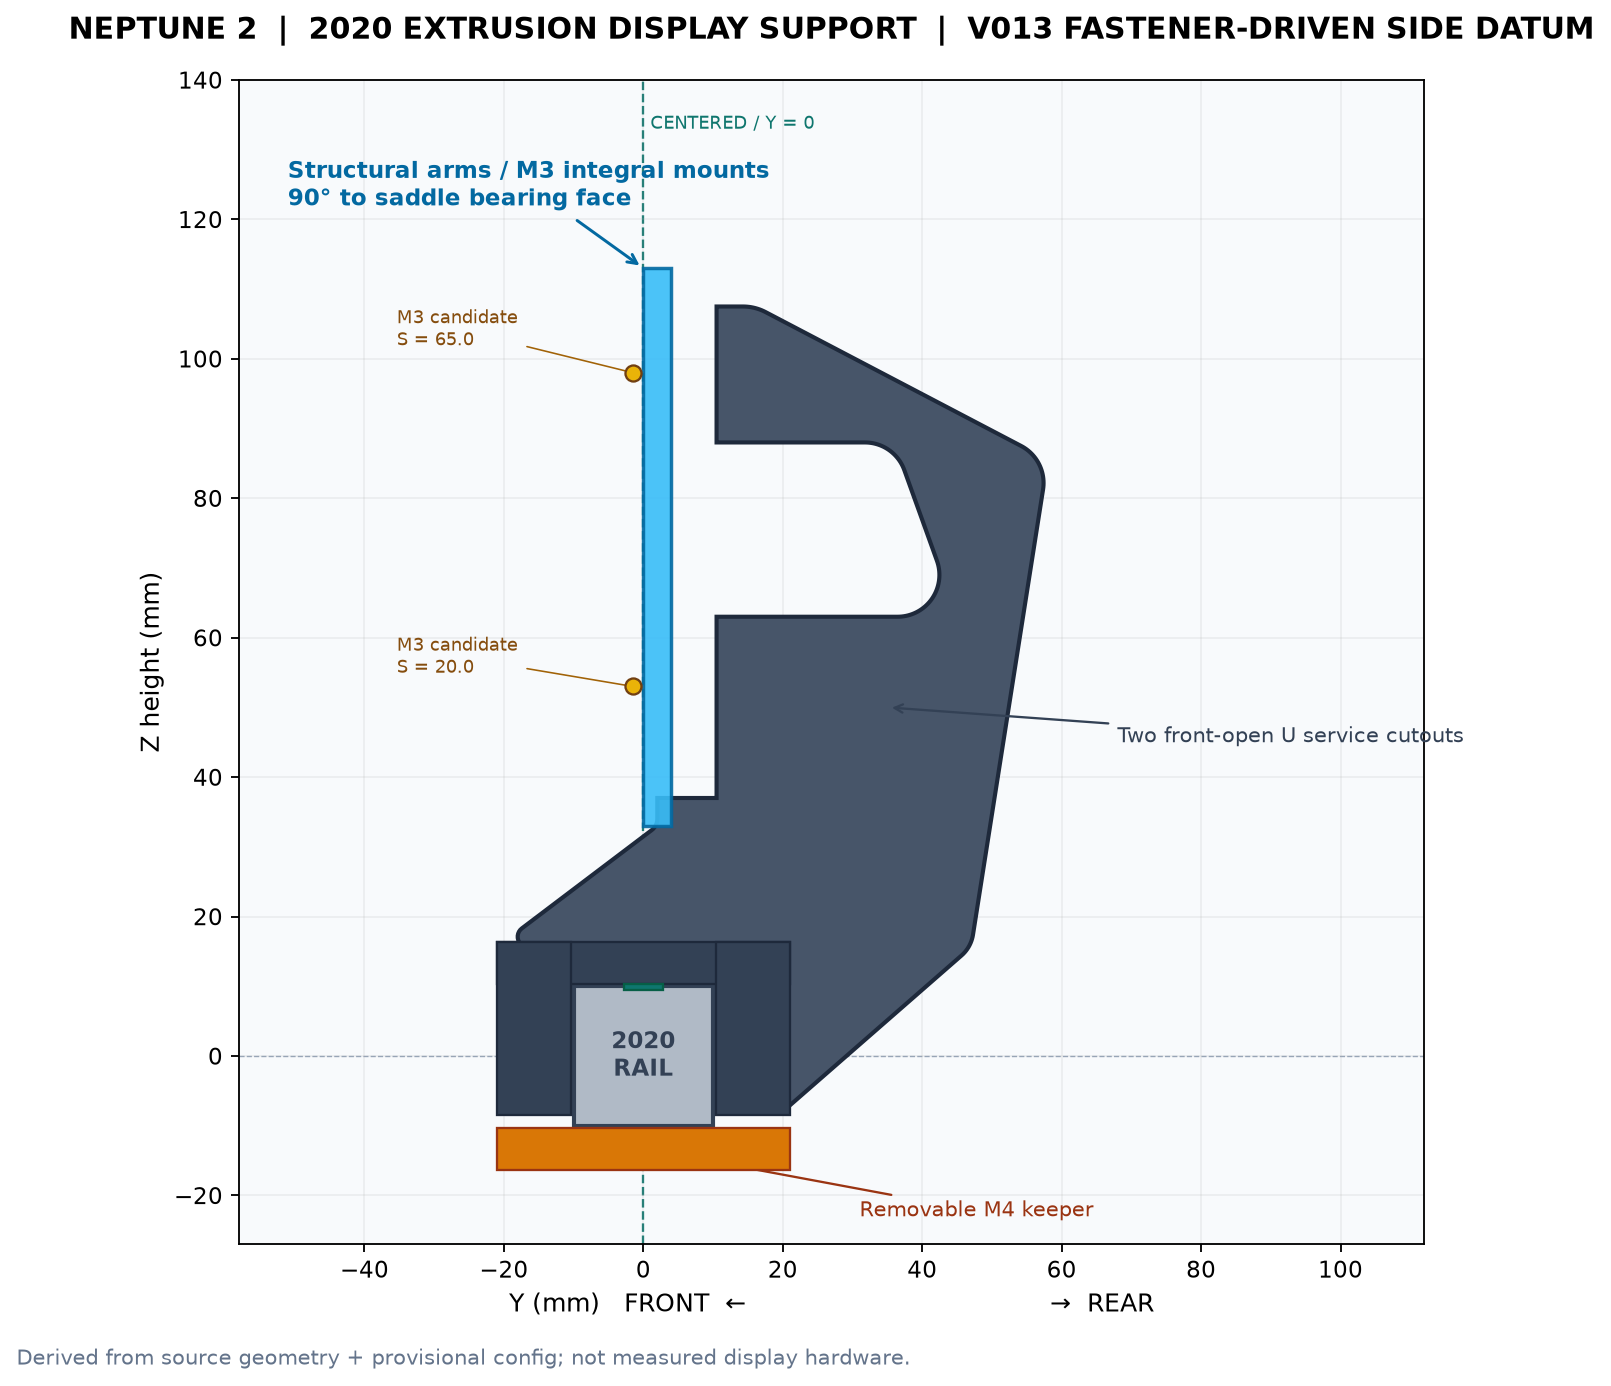 NEPTUNE 2 | 2020 EXTRUSION DISPLAY SUPPORT | V013 FASTENER-DRIVEN SIDE DATUM
140
120
100
80
60
40
20
0
−20
Z height (mm)
CENTERED / Y = 0
Structural arms / M3 integral mounts
90° to saddle bearing face
M3 candidate
S = 65.0
M3 candidate
S = 20.0
Two front-open U service cutouts
2020
RAIL
Removable M4 keeper
−40
−20
0
20
40
60
80
100
Y (mm) FRONT ← → REAR
Derived from source geometry + provisional config; not measured display hardware.